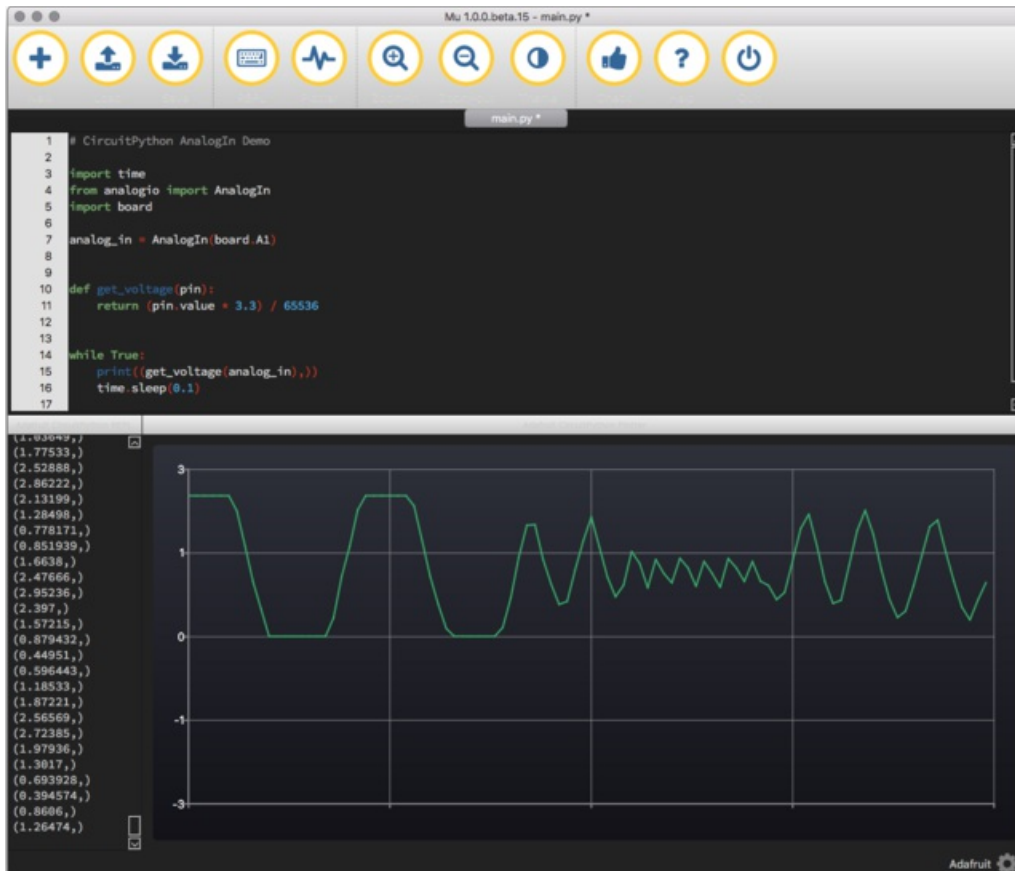 Mu 1.0.0.beta.15 - main.py *
main.py *
1 # CircuitPython AnalogIn Demo
2
3 import time
4 from analogio import AnalogIn
5 import board
6
7 analog_in = AnalogIn(board.A1)
8
9
10 def get_voltage(pin):
11 return (pin.value * 3.3) / 65536
12
13
14 while True:
15 print((get_voltage(analog_in),))
16 time.sleep(0.1)
17
(1.03649,)
(1.77533,)
(2.52888,)
(2.86222,)
(2.13199,)
(1.28498,)
(0.778171,)
(0.851939,)
(1.6638,)
(2.47666,)
(2.95236,)
(2.397,)
(1.57215,)
(0.879432,)
(0.44951,)
(0.596443,)
(1.18533,)
(1.87221,)
(2.56569,)
(2.72385,)
(1.97936,)
(1.3017,)
(0.693928,)
(0.394574,)
(0.8606,)
(1.26474,)
3
1
0
-1
-3
Adafruit